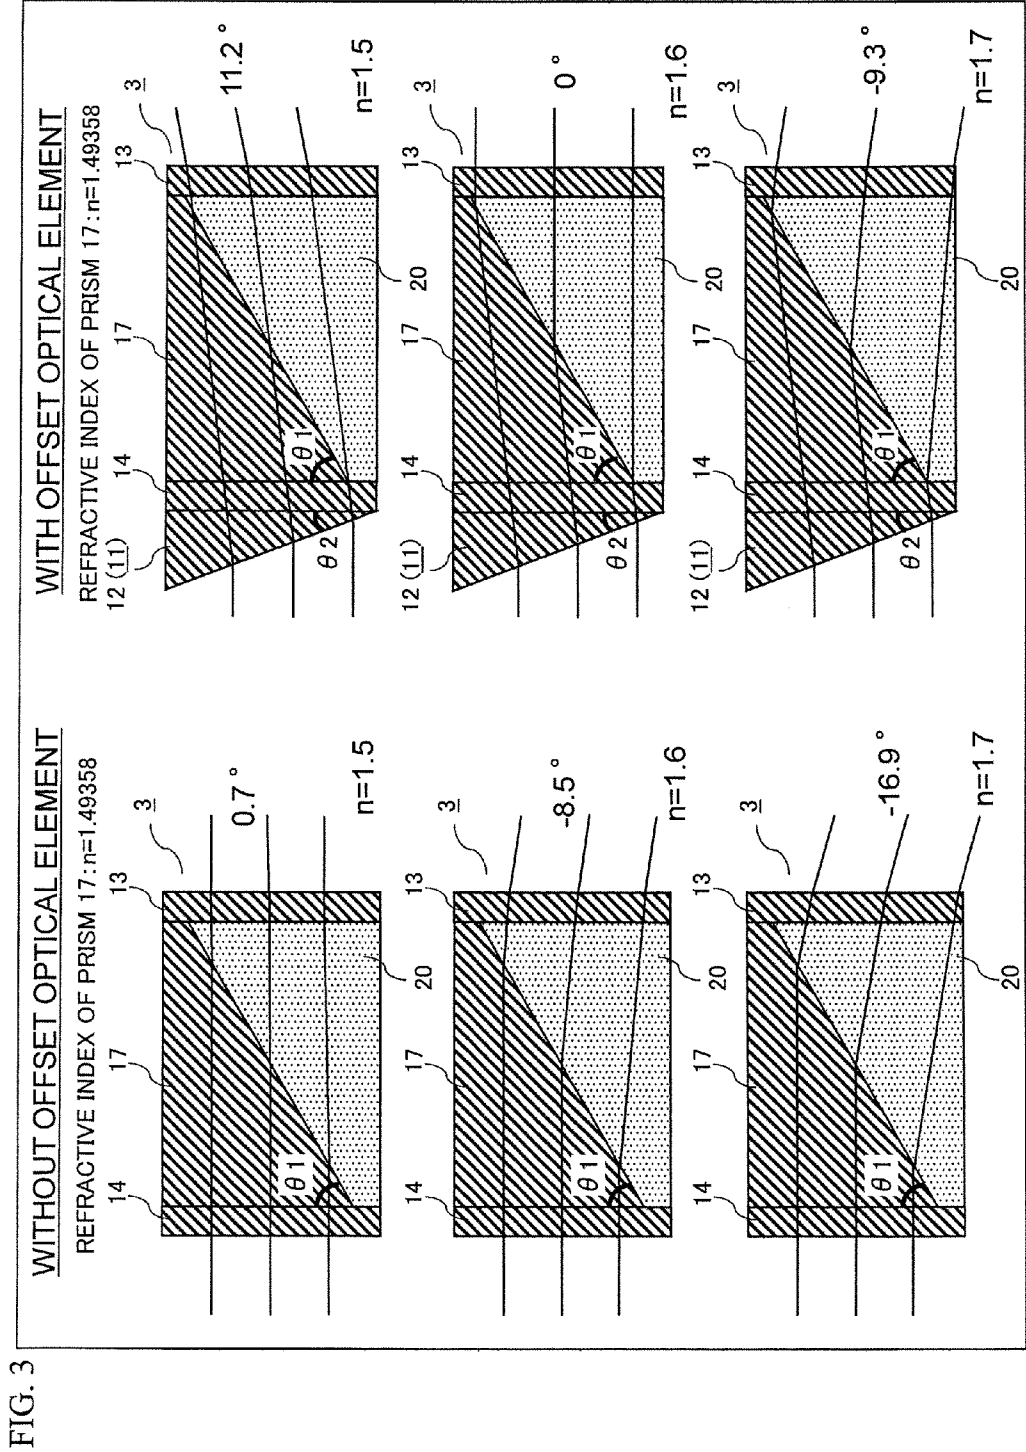 FIG. 3
WITHOUT OFFSET OPTICAL ELEMENT
REFRACTIVE INDEX OF PRISM 17:n=1.49358
14
17
13
3
θ1
0.7°
20
n=1.5
14
17
13
3
θ1
-8.5°
20
n=1.6
14
17
13
3
θ1
-16.9°
20
n=1.7
WITH OFFSET OPTICAL ELEMENT
REFRACTIVE INDEX OF PRISM 17:n=1.49358
12 (11)
14
17
13
3
θ2
θ1
11.2°
20
n=1.5
12 (11)
14
17
13
3
θ2
θ1
0°
20
n=1.6
12 (11)
14
17
13
3
θ2
θ1
-9.3°
20
n=1.7